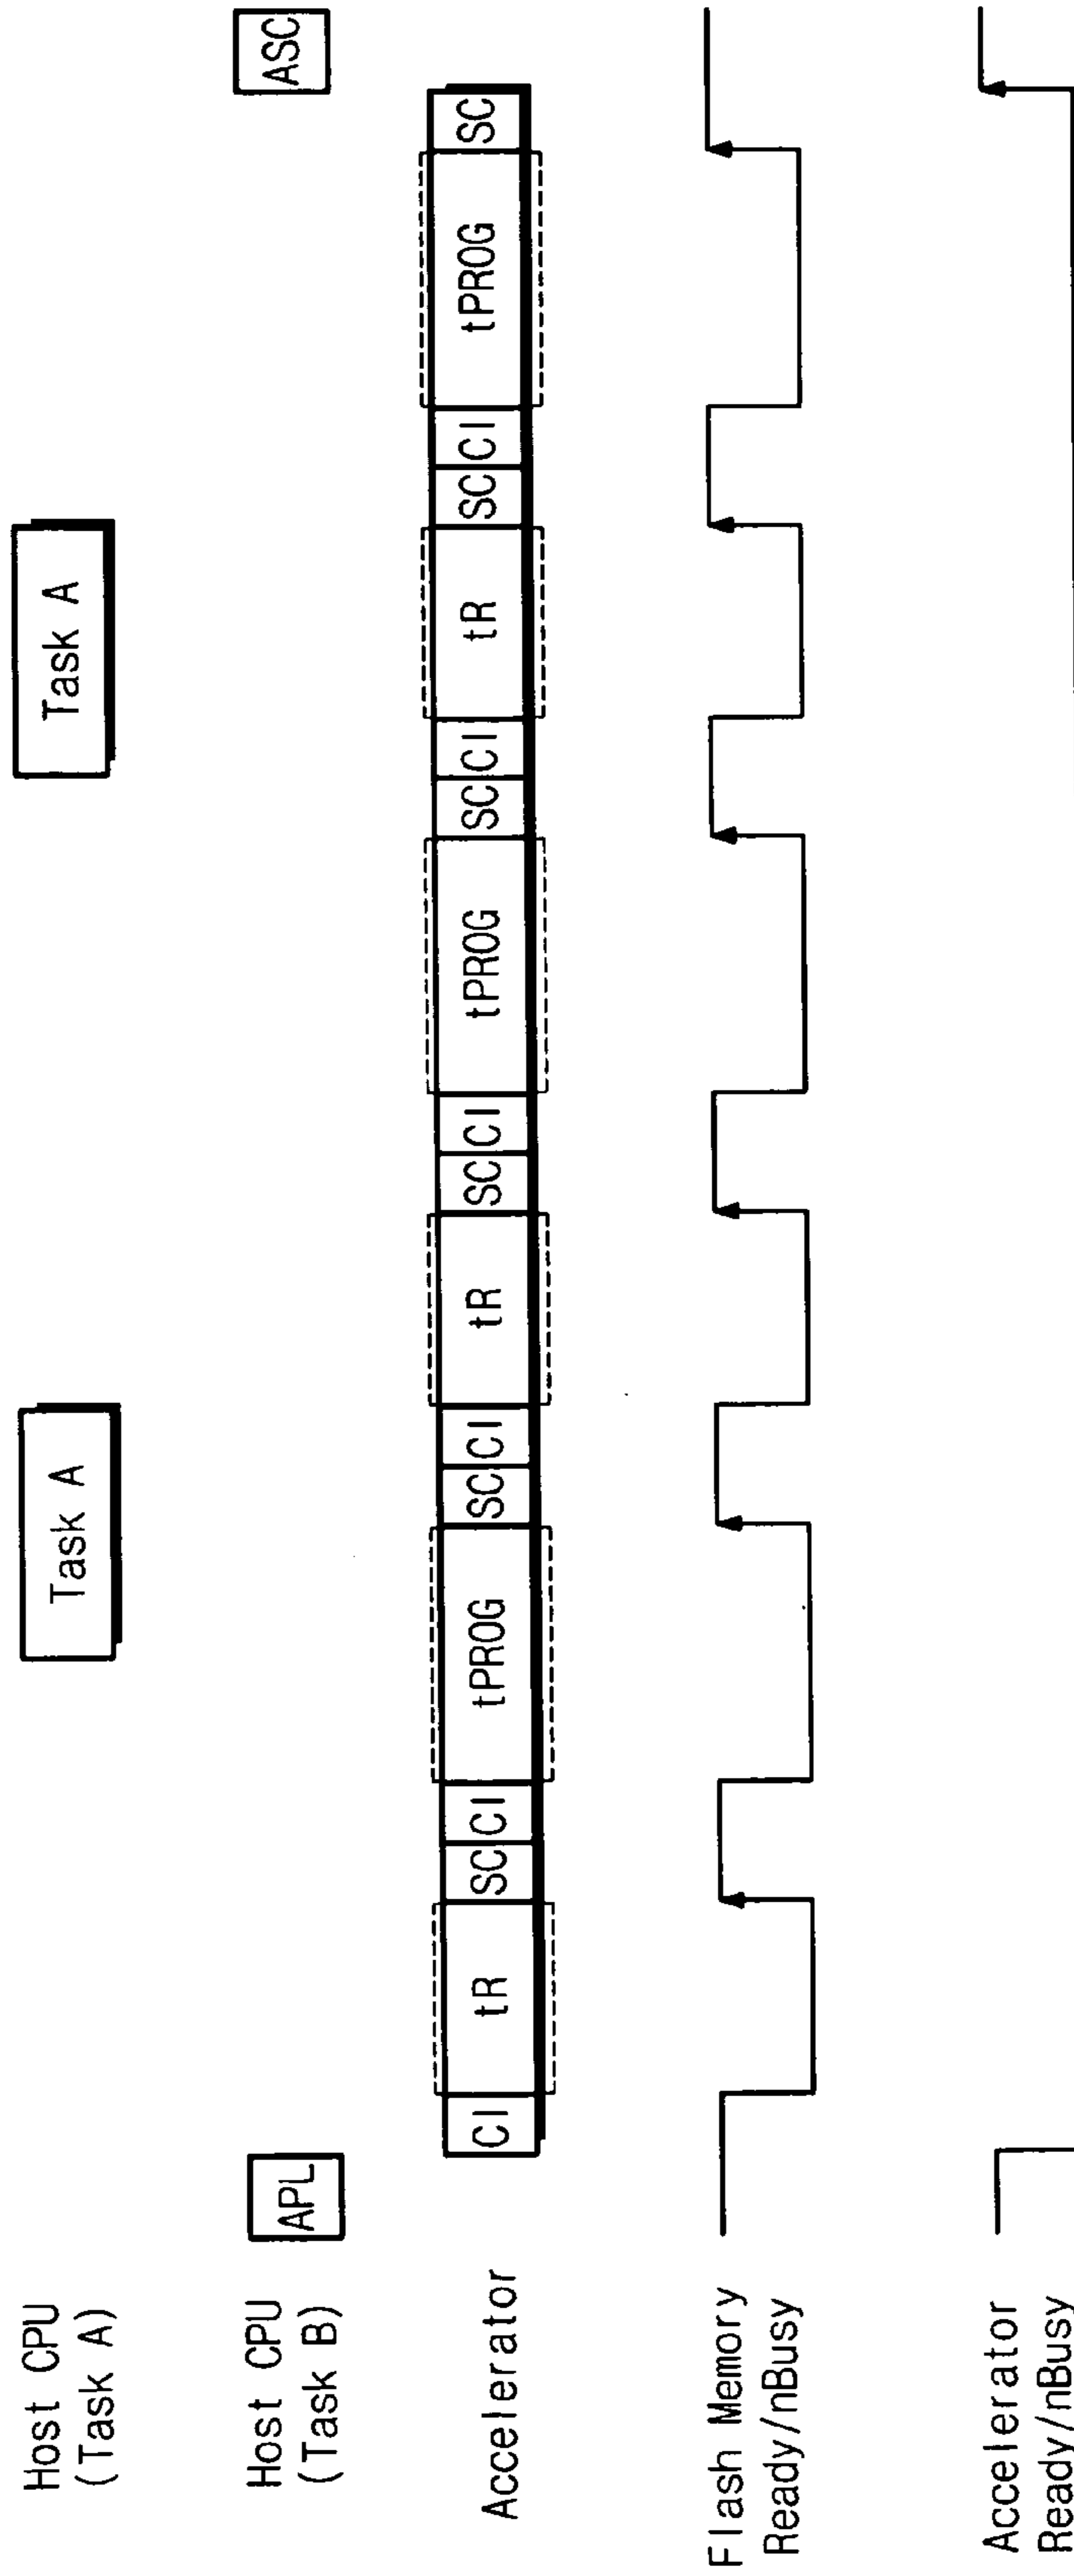 Host CPU
(Task A)
Task A
Task A
Host CPU
(Task B)
APL
ASC
Accelerator
CI
tR
SC
CI
tPROG
SC
CI
tR
SC
CI
tPROG
SC
CI
tR
SC
CI
tPROG
SC
Flash Memory
Ready/nBusy
Accelerator
Ready/nBusy